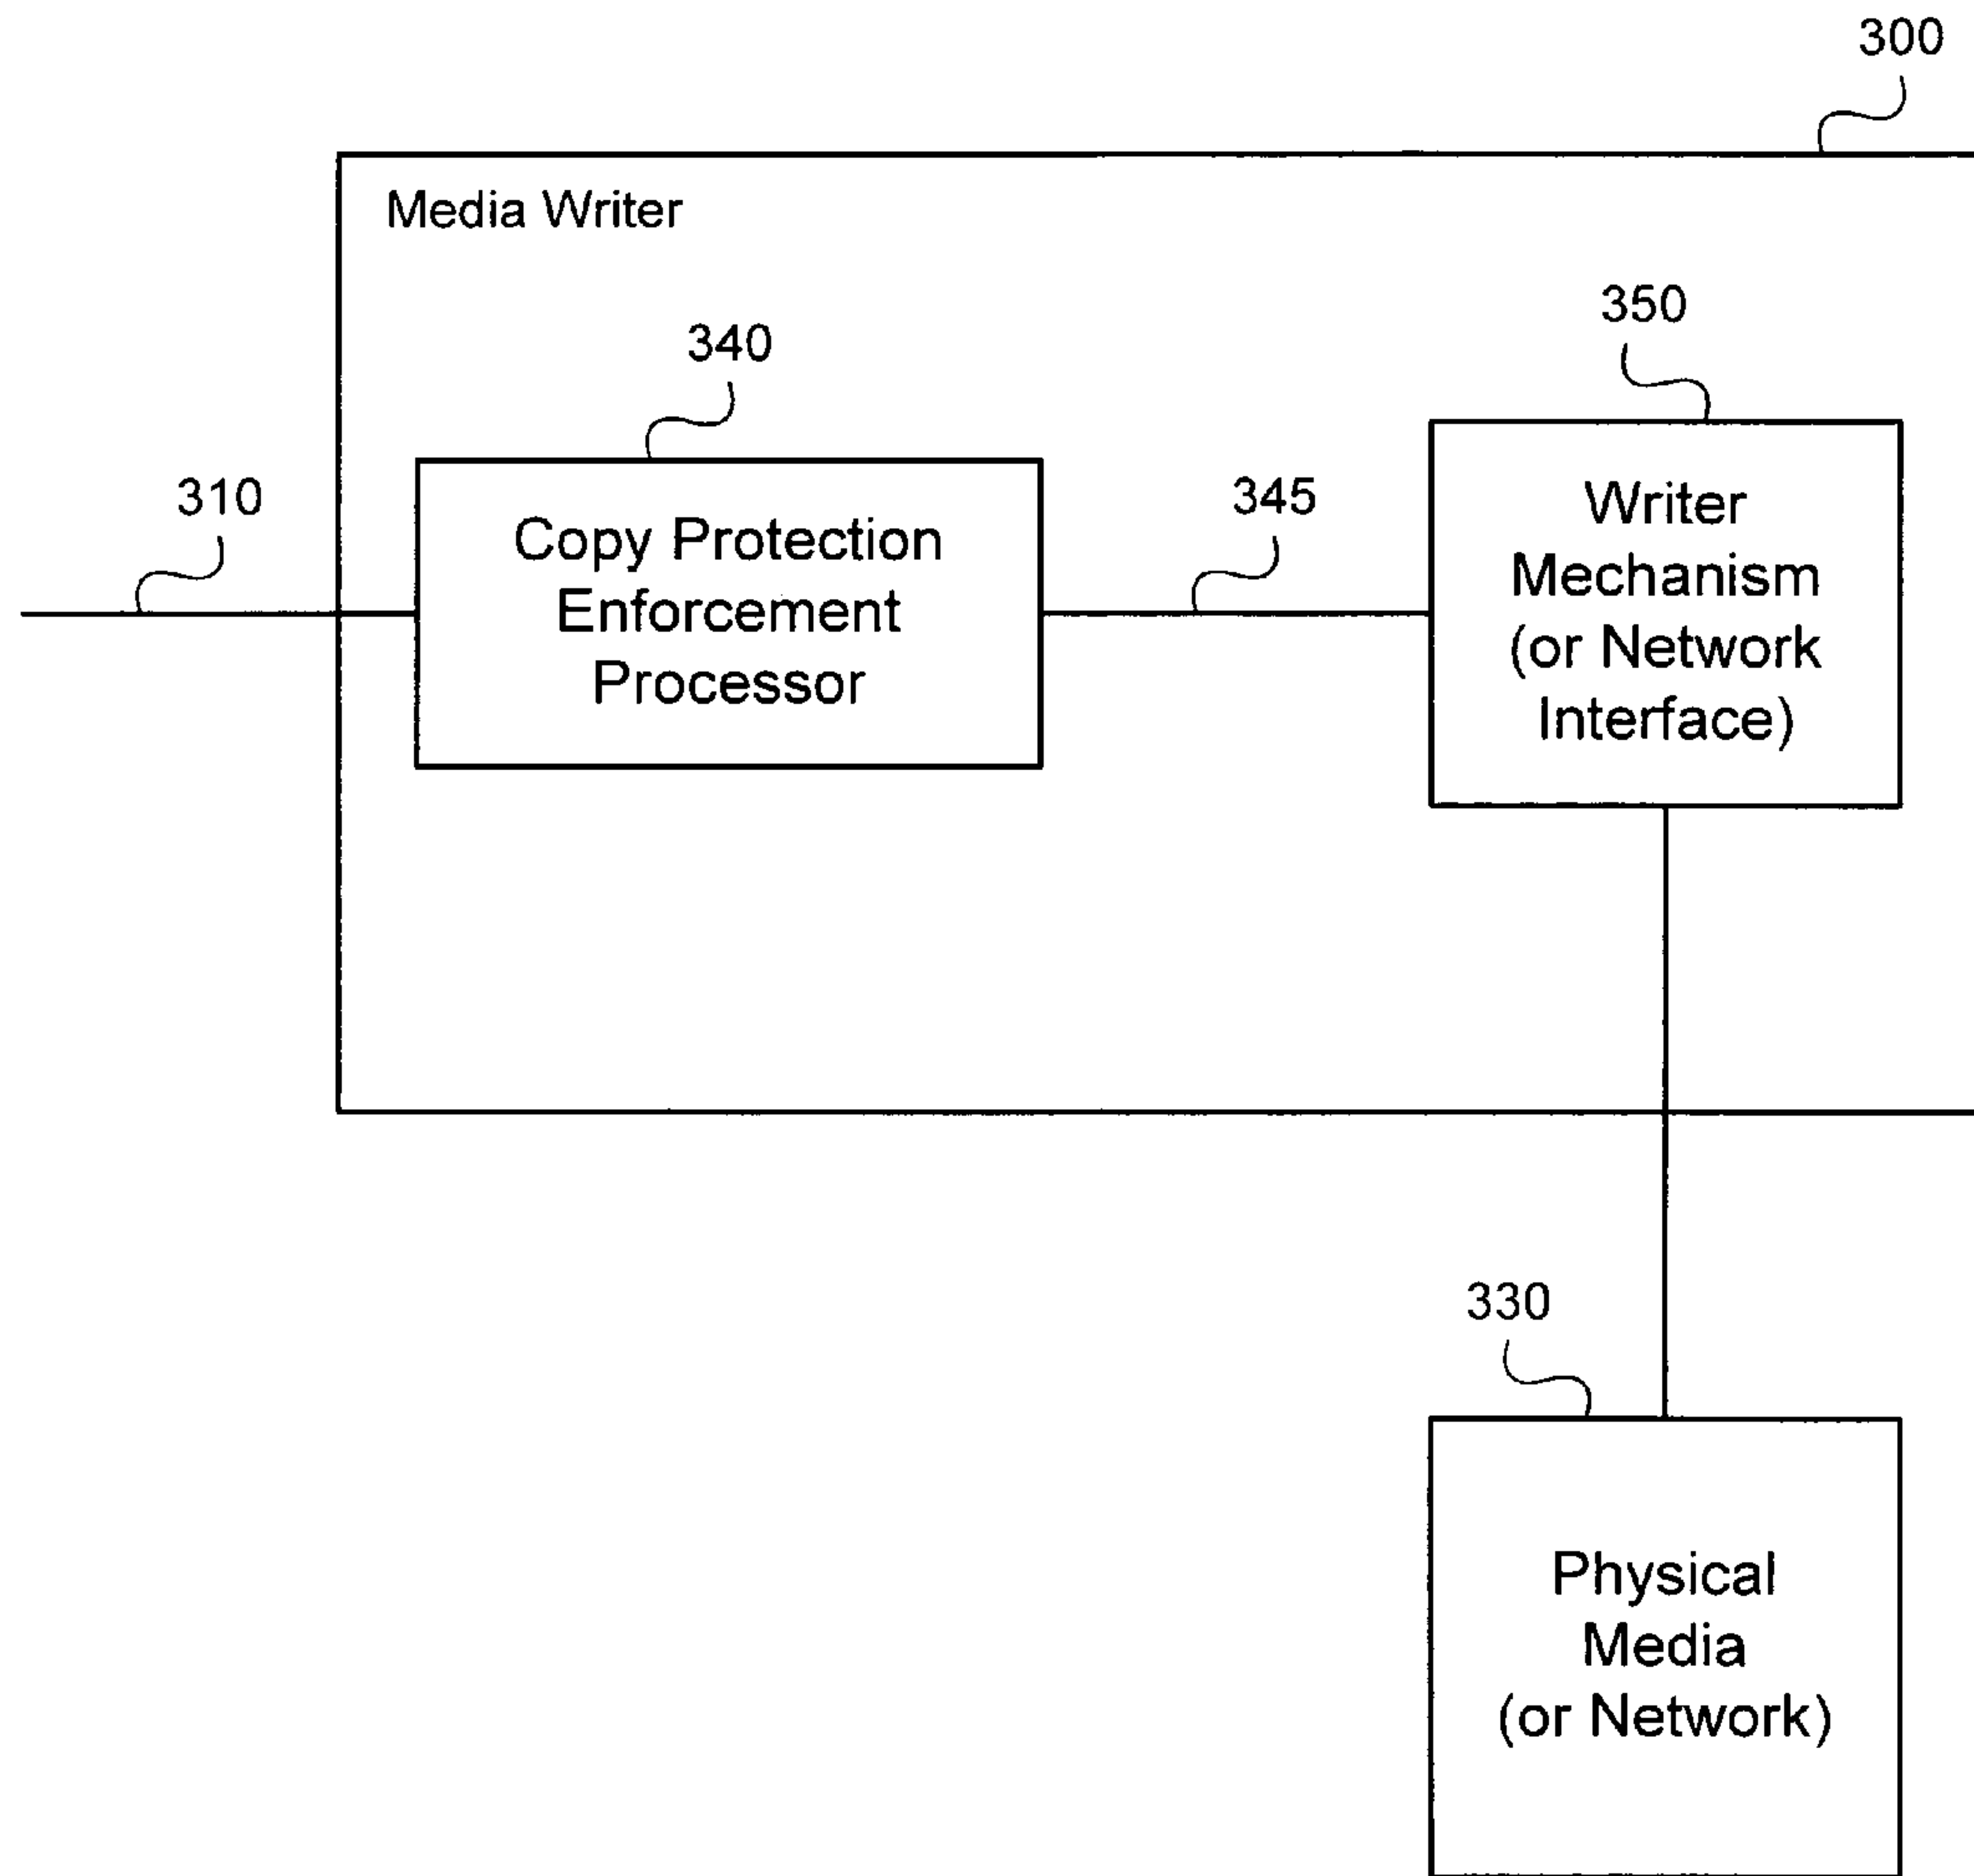 300
Media Writer
350
340
310
345
Copy Protection
Enforcement
Processor
Writer
Mechanism
(or Network
Interface)
330
Physical
Media
(or Network)